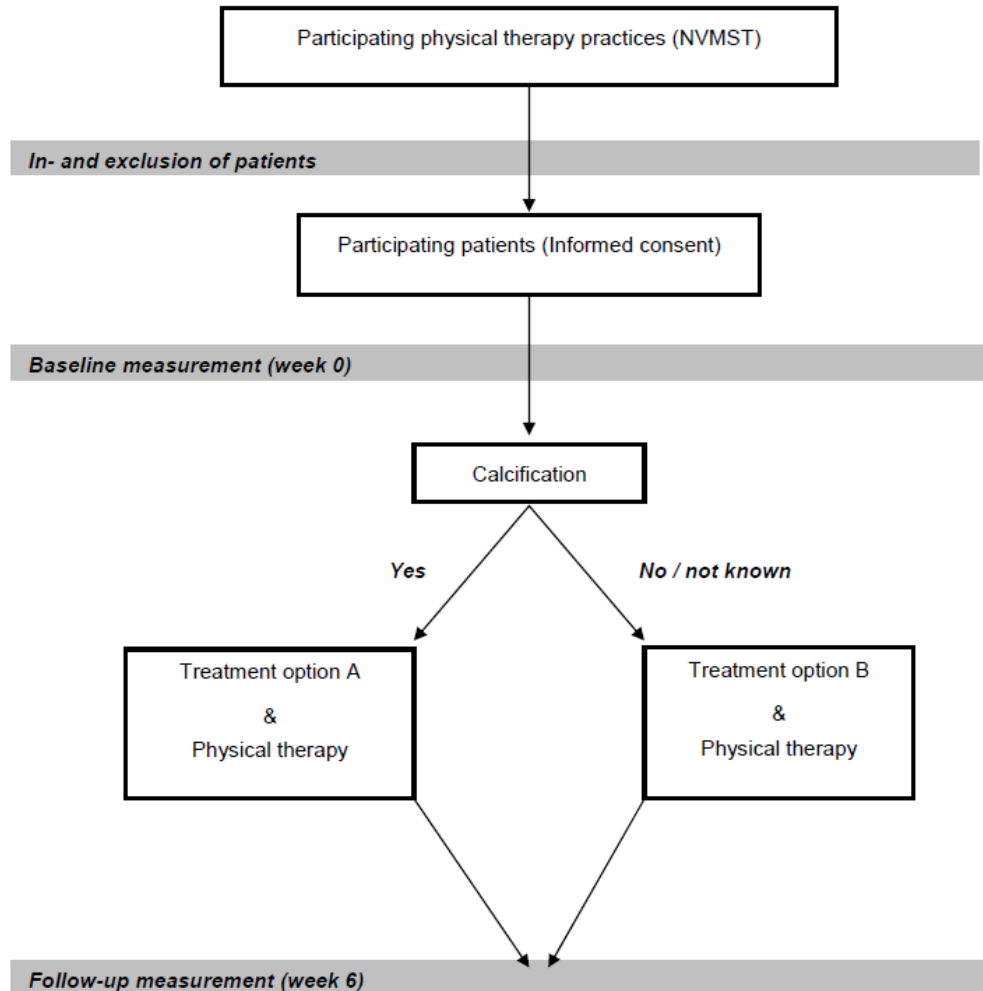 Participating physical therapy practices (NVMST)
In- and exclusion of patients
Participating patients (Informed consent)
Baseline measurement (week 0)
Calcification
Yes
No / not known
Treatment option A
&
Physical therapy
Treatment option B
&
Physical therapy
Follow-up measurement (week 6)